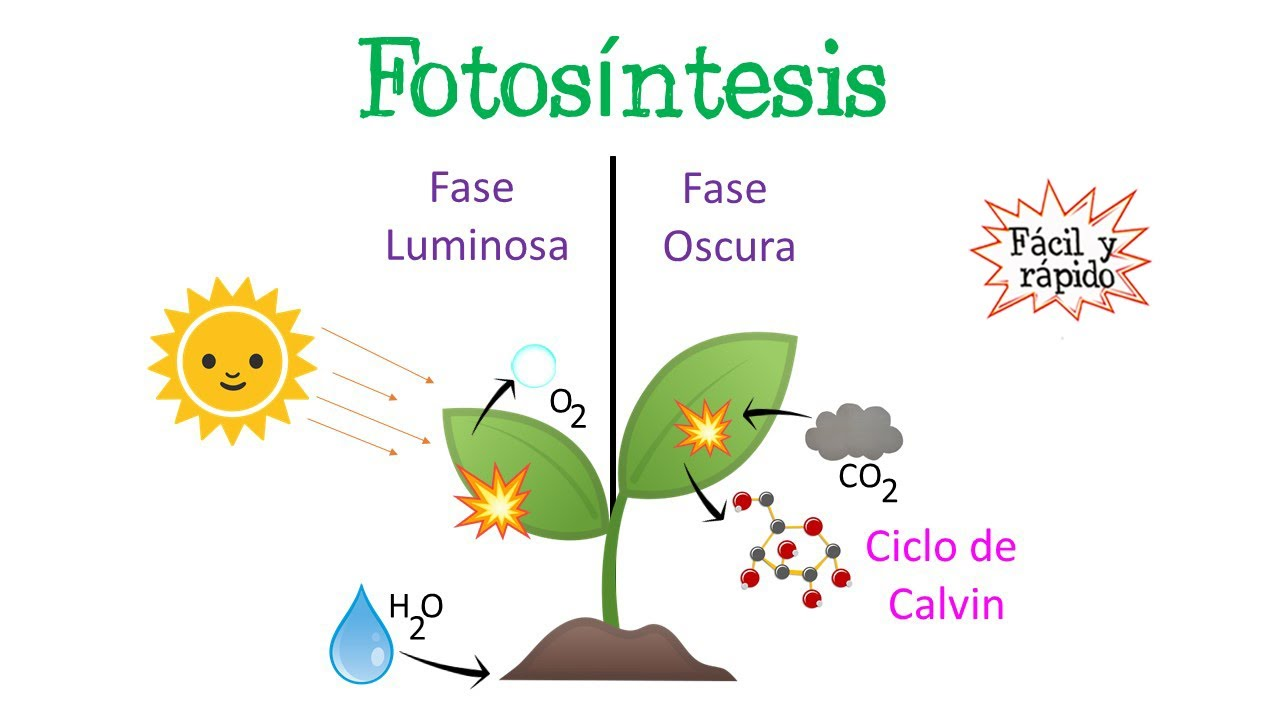 Fotosíntesis
Fase
Luminosa
Fase
Oscura
Fácil y
rápido
O2
CO2
Ciclo de
Calvin
H2O